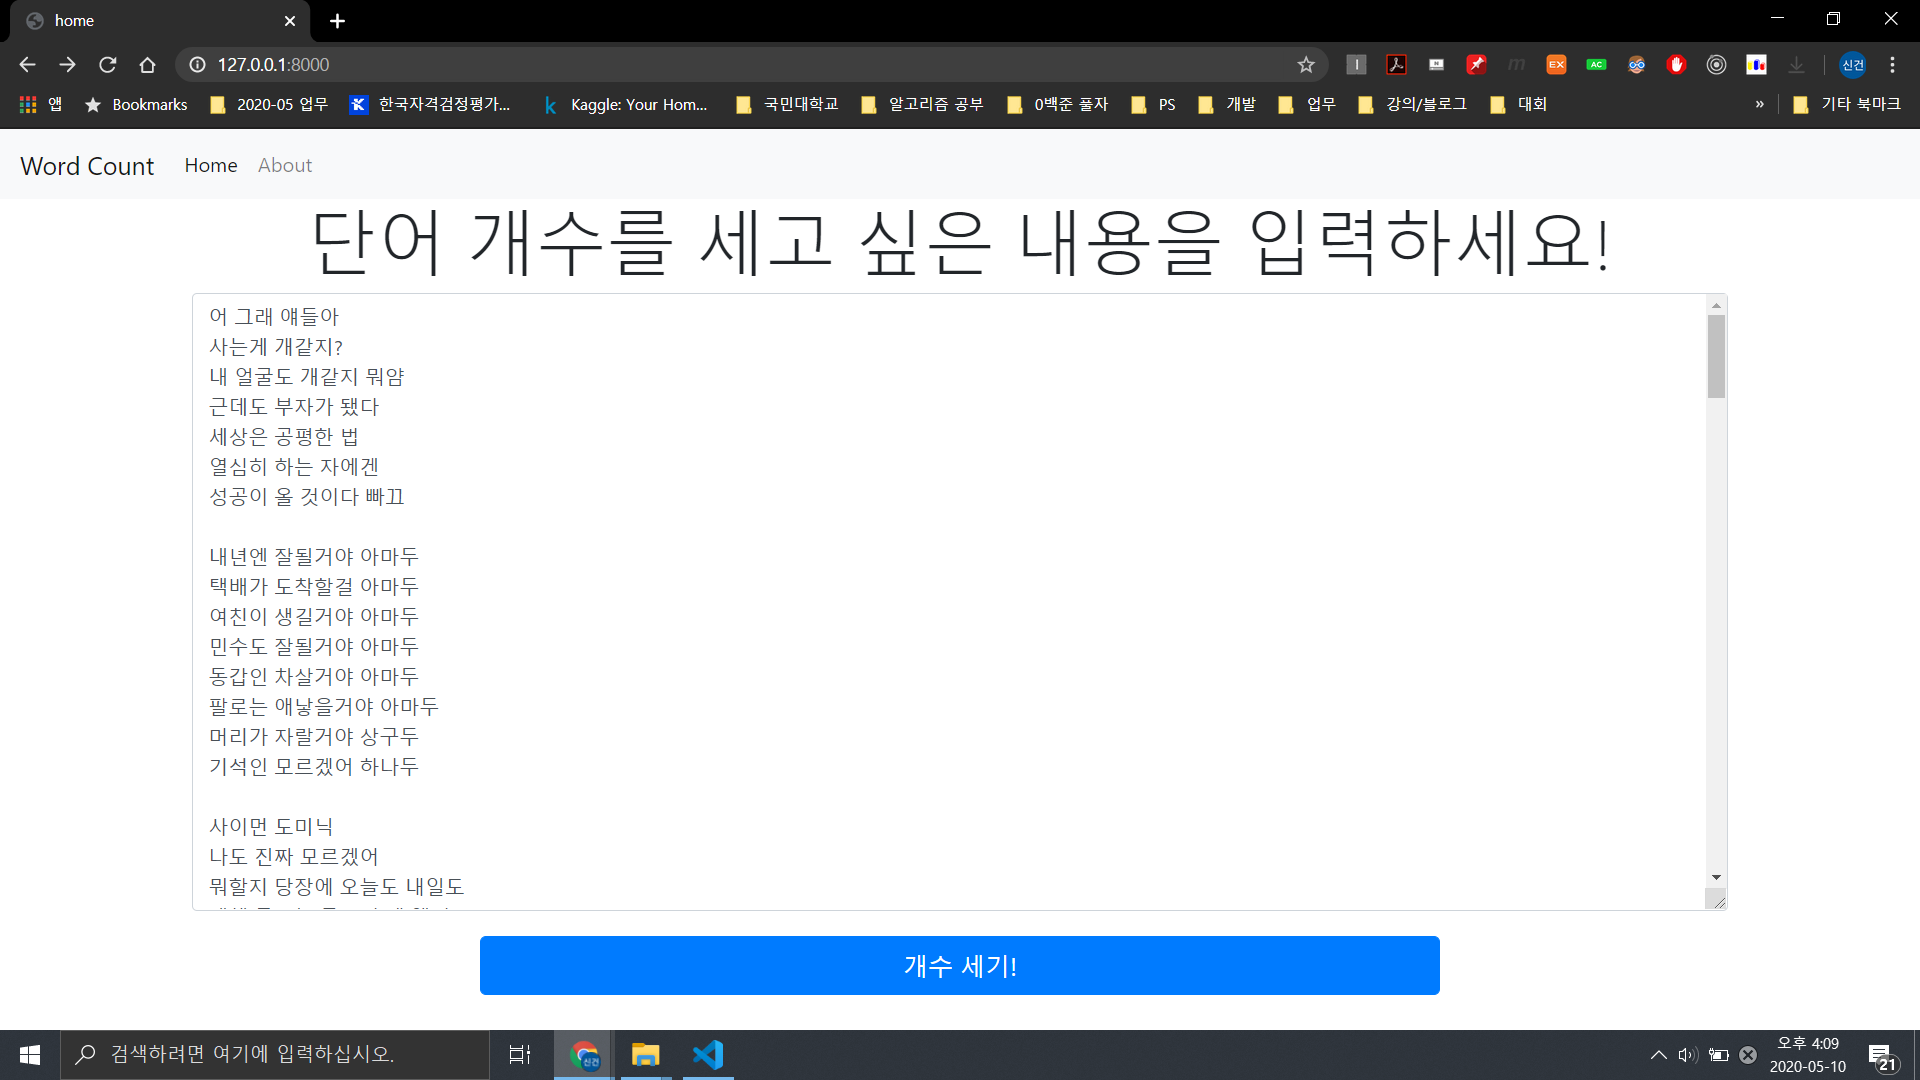 home
127.0.0.1:8000
신건
앱
Bookmarks
2020-05 업무
한국자격검정평가...
Kaggle: Your Hom...
국민대학교
알고리즘 공부
0백준 풀자
PS
개발
업무
강의/블로그
대회
»
기타 북마크
Word Count
Home
About
단어 개수를 세고 싶은 내용을 입력하세요!
어 그래 얘들아
사는게 개같지?
내 얼굴도 개같지 뭐얌
근데도 부자가 됐다
세상은 공평한 법
열심히 하는 자에겐
성공이 올 것이다 빠끄
내년엔 잘될거야 아마두
택배가 도착할걸 아마두
여친이 생길거야 아마두
민수도 잘될거야 아마두
동갑인 차살거야 아마두
팔로는 애낳을거야 아마두
머리가 자랄거야 상구두
기석인 모르겠어 하나두
사이먼 도미닉
나도 진짜 모르겠어
뭐할지 당장에 오늘도 내일도
개수 세기!
검색하려면 여기에 입력하십시오.
오후 4:09
2020-05-10
21